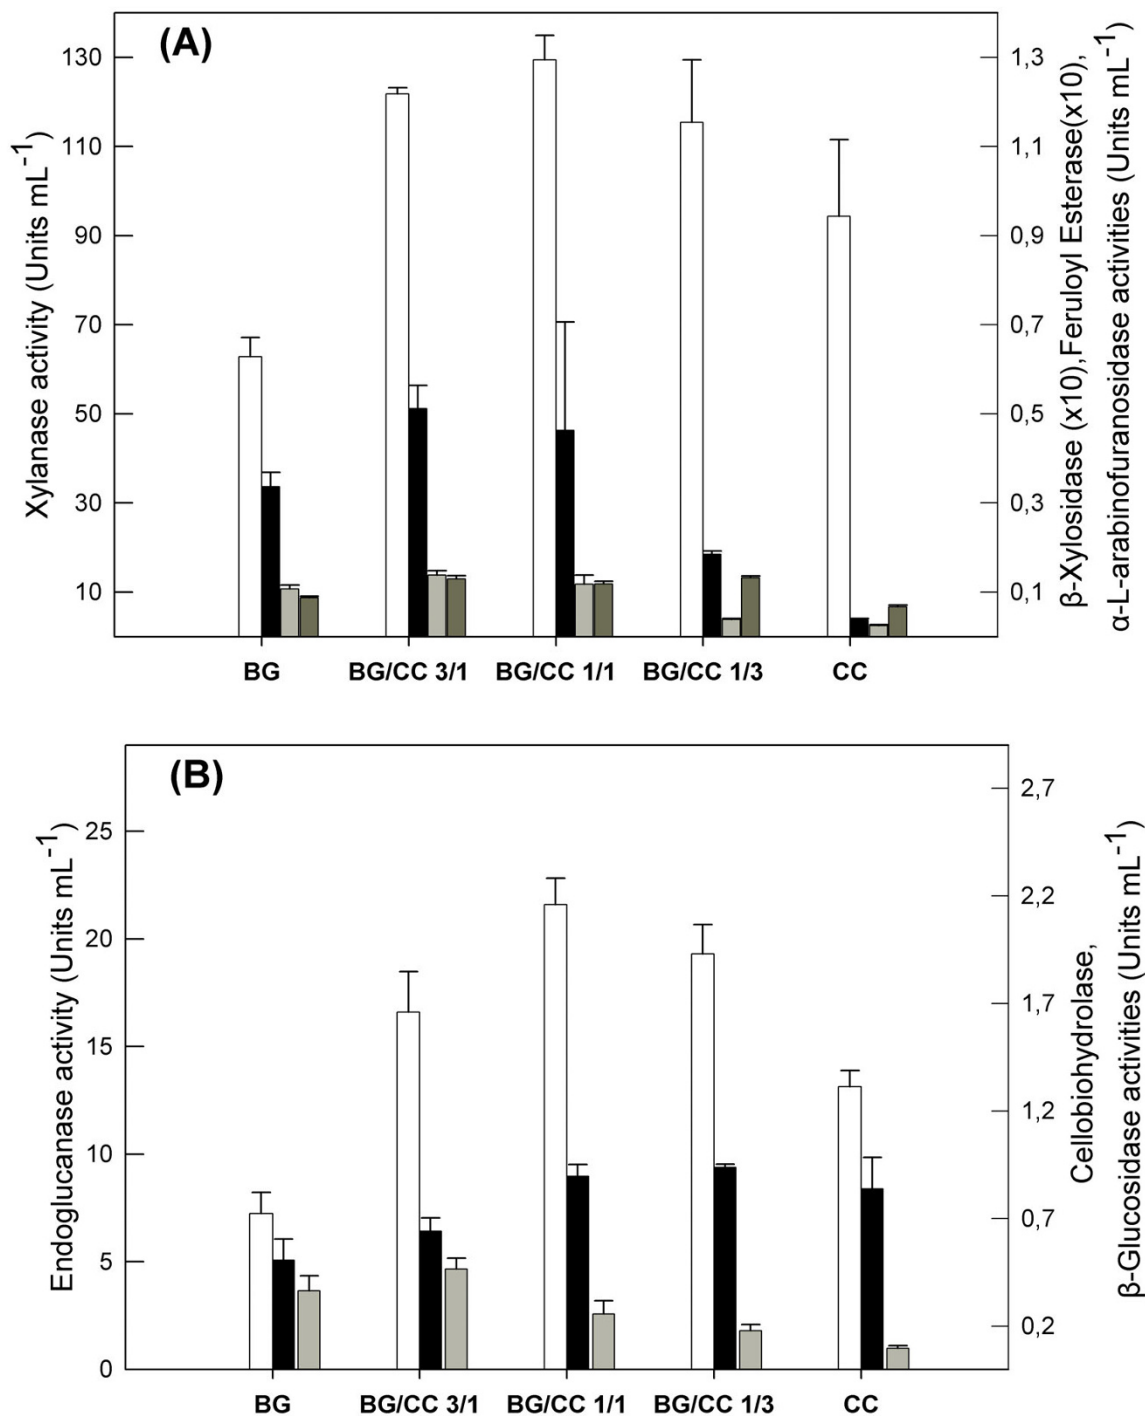 (A)
Xylanase activity (Units mL-1)
130
110
90
70
50
30
10
1,3
1,1
0,9
0,7
0,5
0,3
0,1
β-Xylosidase (x10),Feruloyl Esterase(x10),
α-L-arabinofuranosidase activities (Units mL-1)
BG BG/CC 3/1 BG/CC 1/1 BG/CC 1/3 CC
(B)
Endoglucanase activity (Units mL-1)
25
20
15
10
5
0
2,7
2,2
1,7
1,2
0,7
0,2
Cellobiohydrolase,
β-Glucosidase activities (Units mL-1)
BG BG/CC 3/1 BG/CC 1/1 BG/CC 1/3 CC